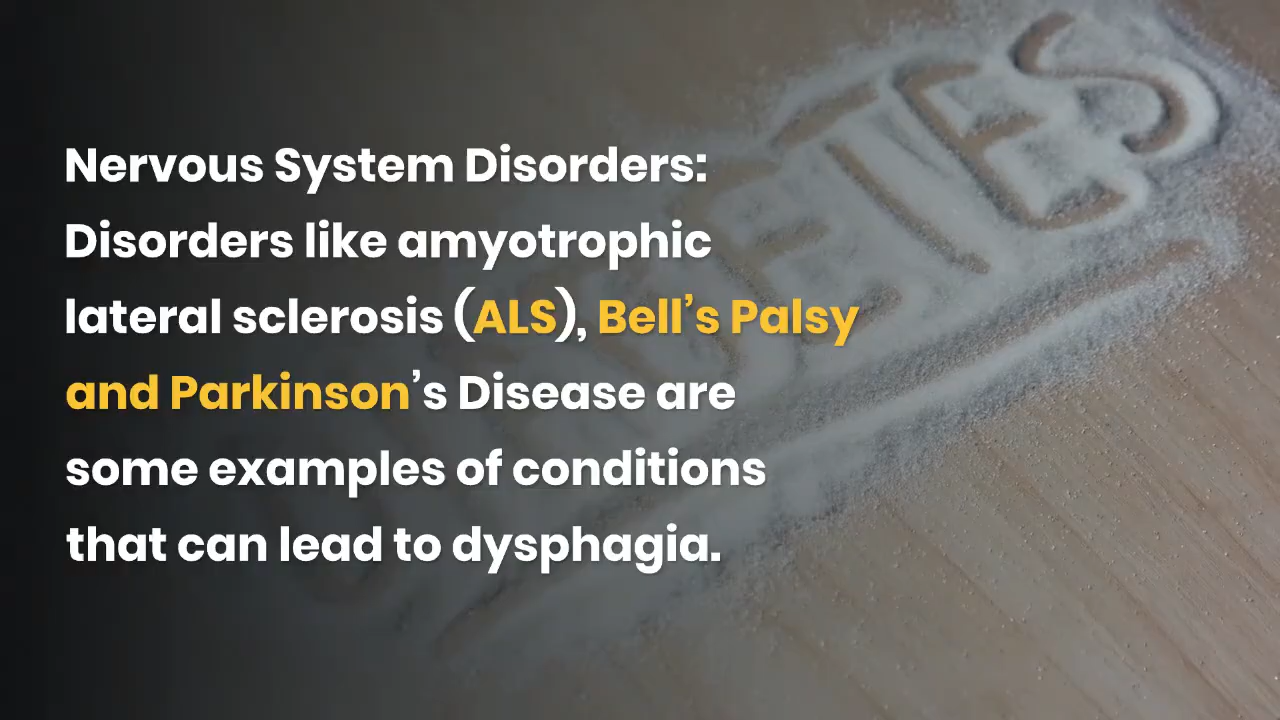 Nervous System Disorders:
Disorders like amyotrophic
lateral sclerosis (ALS), Bell’s Palsy
and Parkinson’s Disease are
some examples of conditions
that can lead to dysphagia.